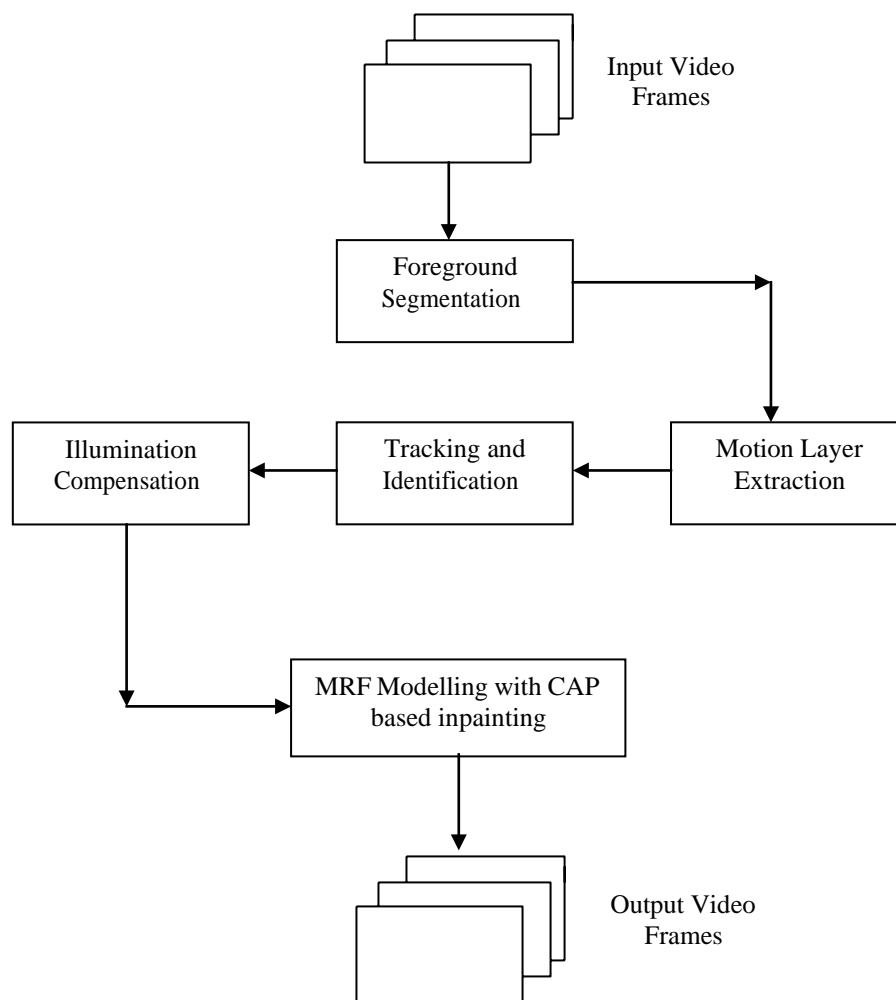 Input Video
Frames
Foreground
Segmentation
Motion Layer
Extraction
Tracking and
Identification
Illumination
Compensation
MRF Modelling with CAP
based inpainting
Output Video
Frames